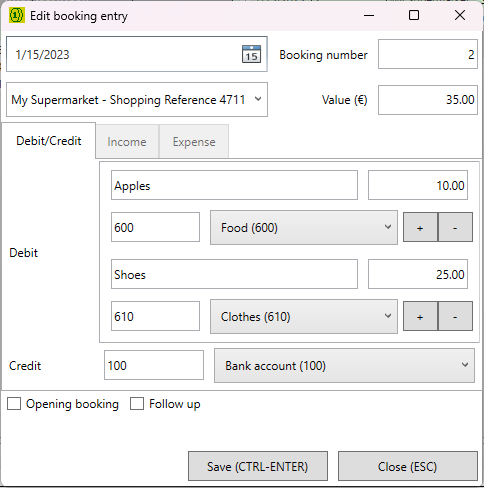 Edit booking entry
1/15/2023 15 Booking number 2
My Supermarket - Shopping Reference 4711 Value (€) 35.00
Debit/Credit Income Expense
Apples 10.00
600 Food (600) + -
Debit
Shoes 25.00
610 Clothes (610) + -
Credit 100 Bank account (100)
Opening booking Follow up
Save (CTRL-ENTER) Close (ESC)